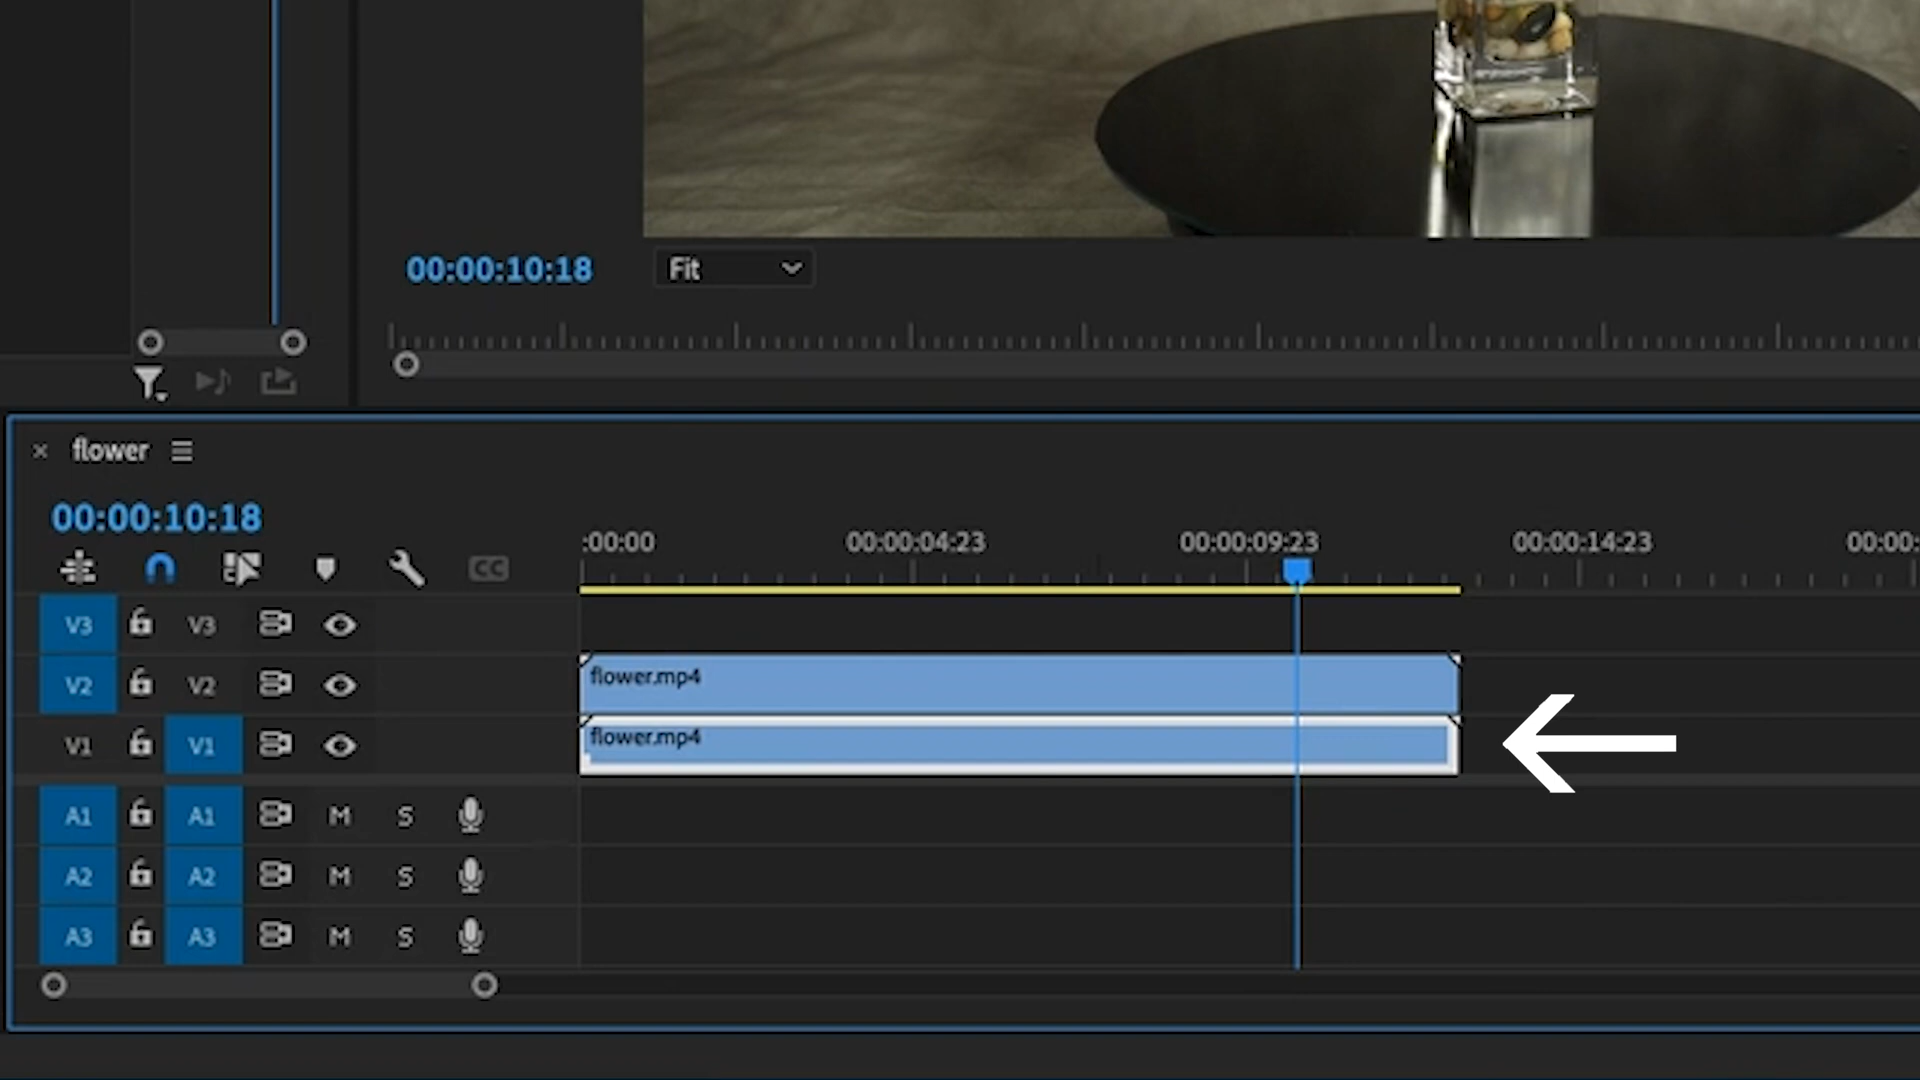 00:00:10:18 Fit
× flower
00:00:10:18
:00:00 00:00:04:23 00:00:09:23 00:00:14:23 00:00:
CC
V3 V3
V2 V2 flower.mp4
V1 V1 flower.mp4
A1 A1 M S
A2 A2 M S
A3 A3 M S